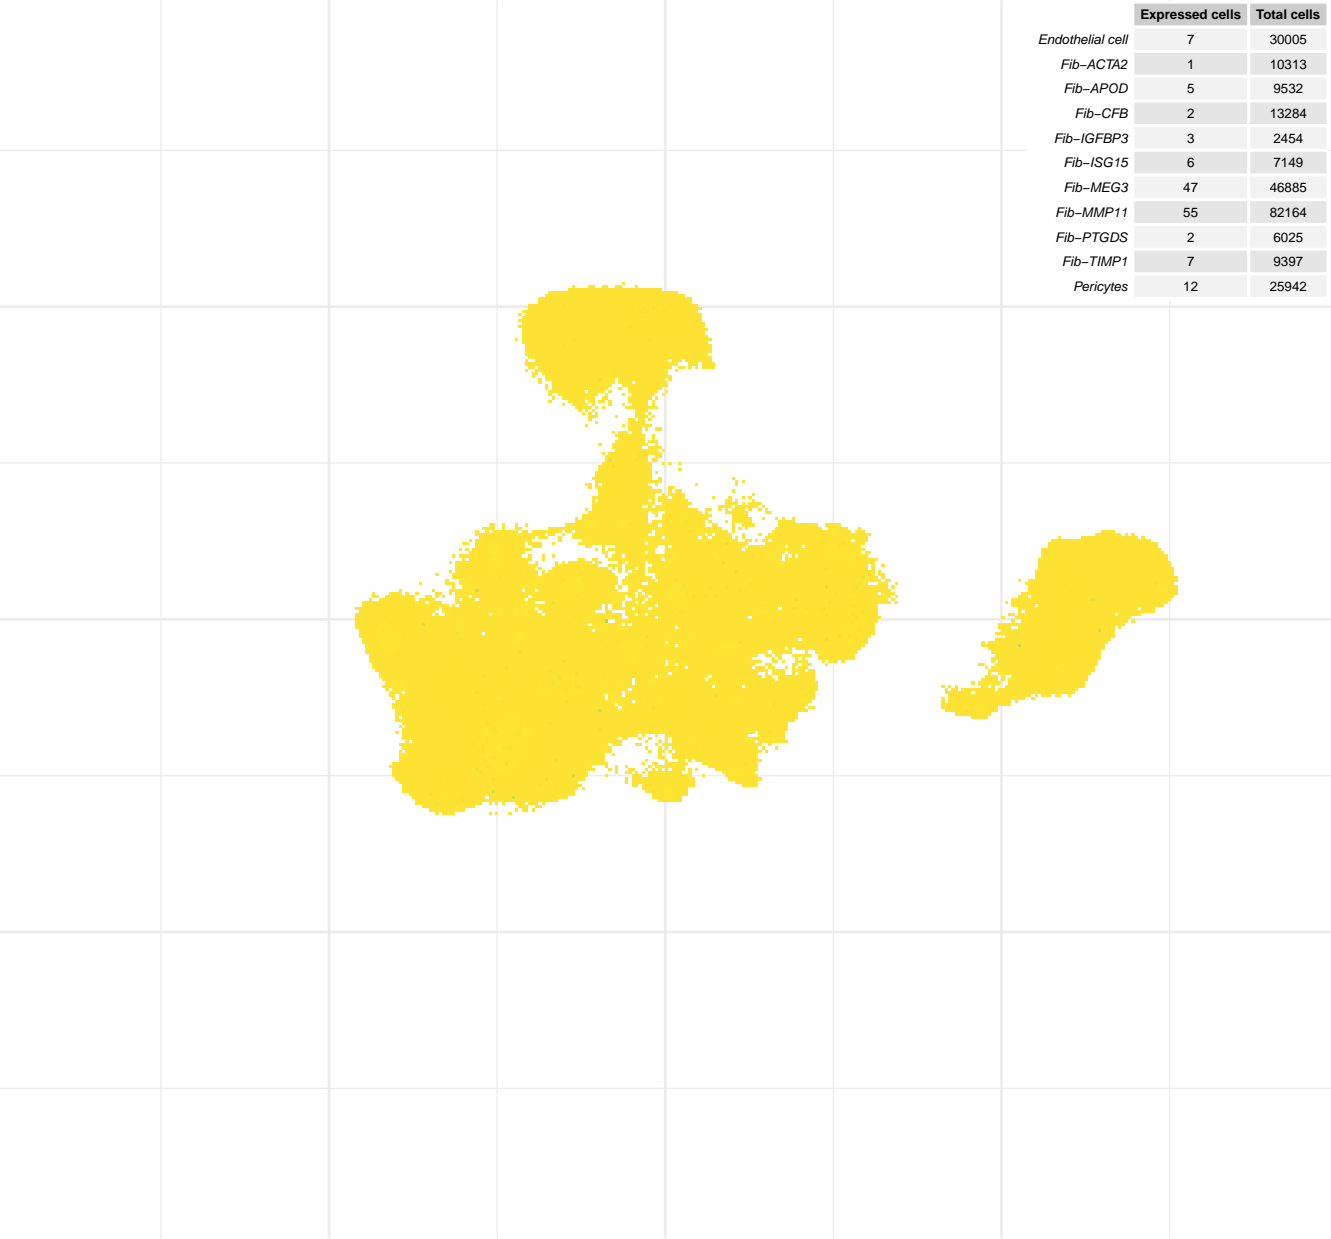 Expressed cells Total cells
Endothelial cell 7 30005
Fib−ACTA2 1 10313
Fib−APOD 5 9532
Fib−CFB 2 13284
Fib−IGFBP3 3 2454
Fib−ISG15 6 7149
Fib−MEG3 47 46885
Fib−MMP11 55 82164
Fib−PTGDS 2 6025
Fib−TIMP1 7 9397
Pericytes 12 25942